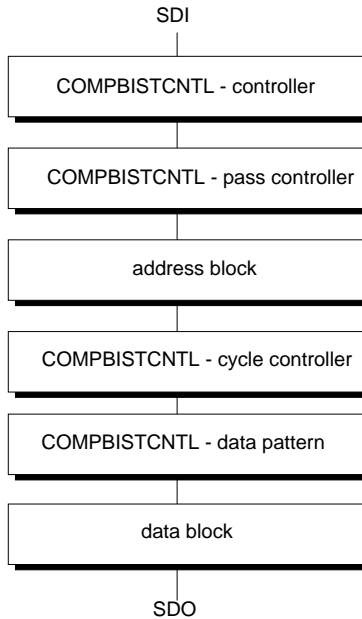 SDI
COMPBISTCNTL - controller
COMPBISTCNTL - pass controller
address block
COMPBISTCNTL - cycle controller
COMPBISTCNTL - data pattern
data block
SDO